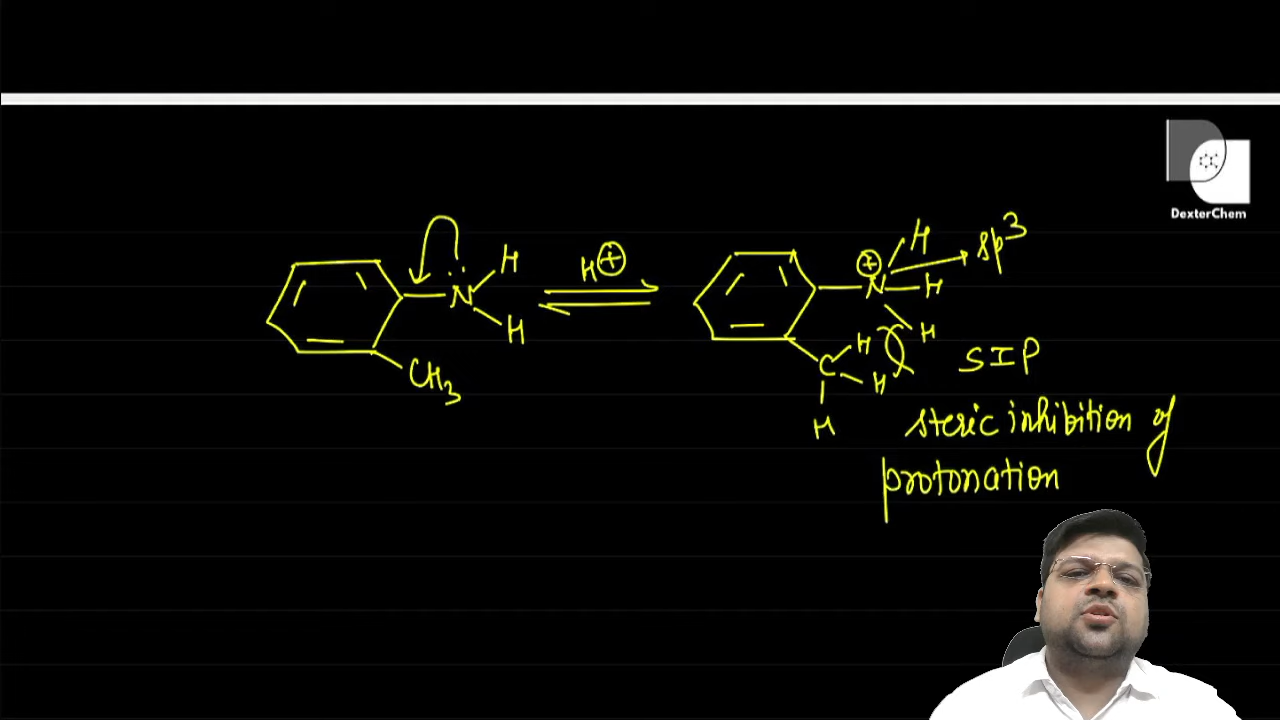 DexterChem
N̈ H H
CH₃
H⊕
⊕ N H H H → sp³
C H H H
SIP
steric inhibition of
protonation